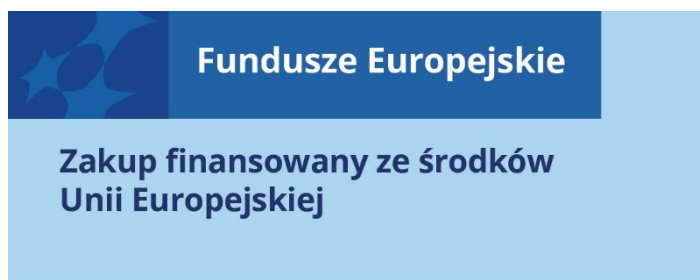 Fundusze Europejskie
Zakup finansowany ze środków
Unii Europejskiej